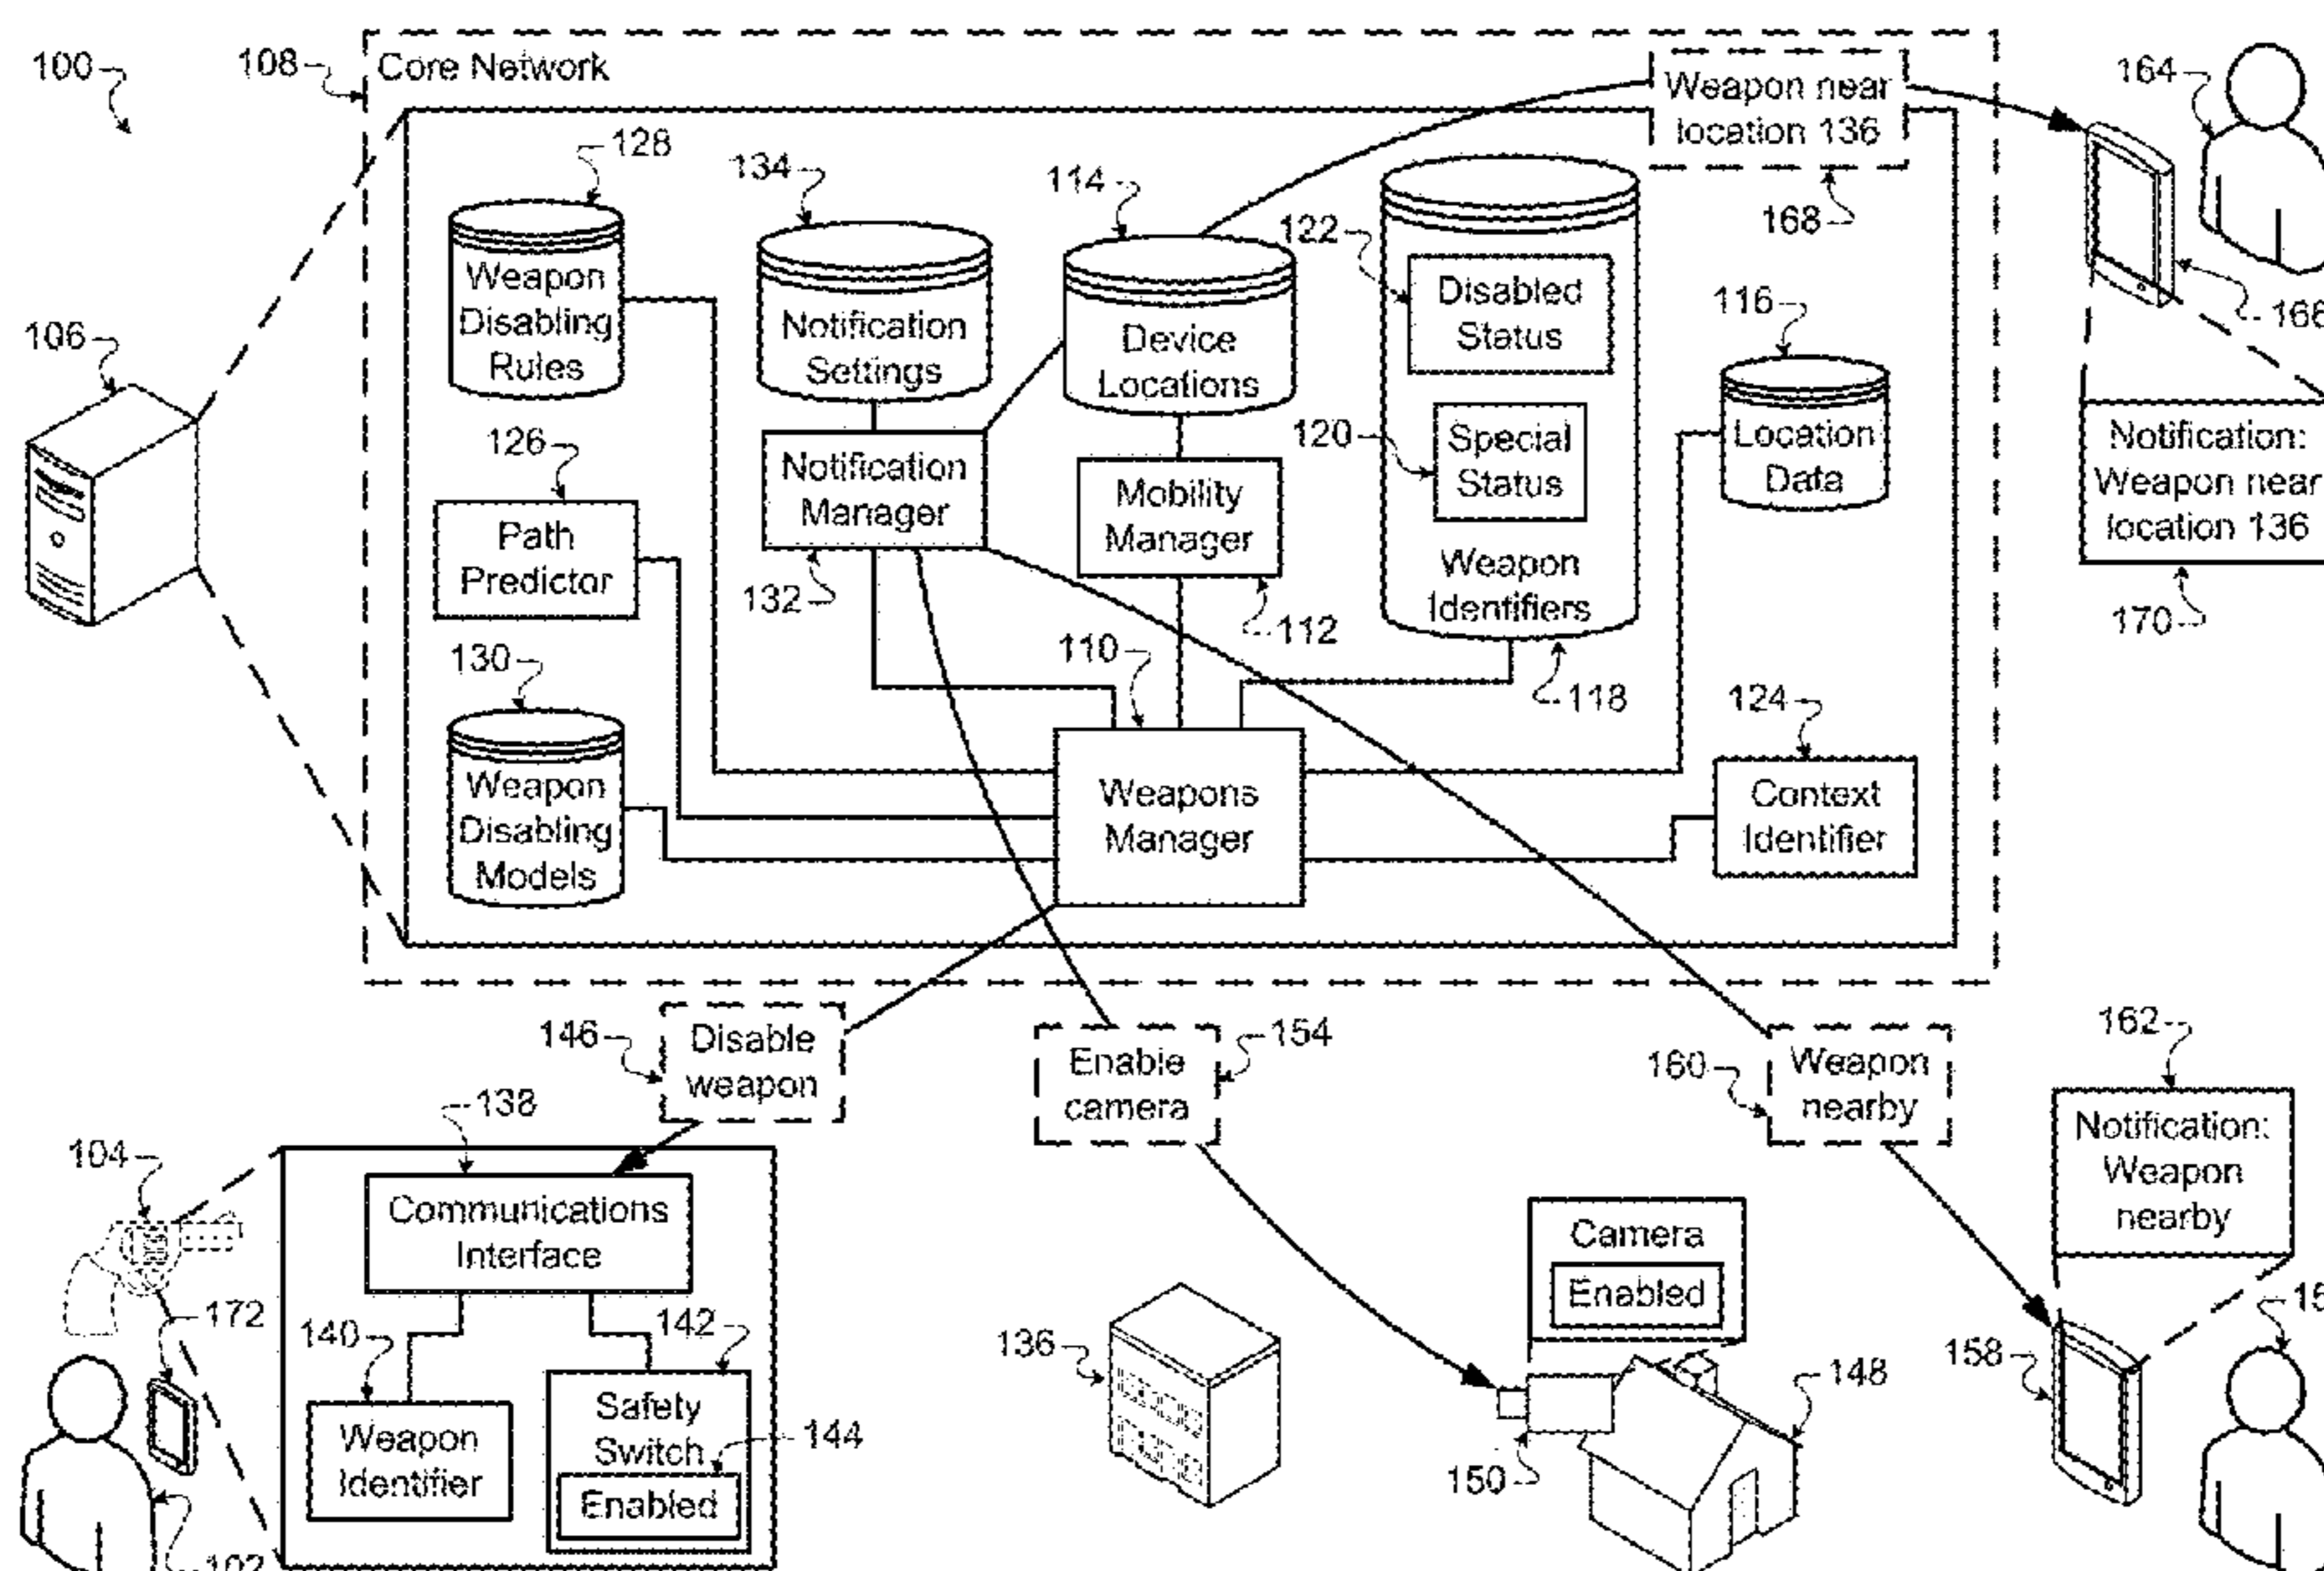 100
108
Core Network
Weapon near
location 136
168
164
128
134
114
122
116
106
Weapon
Disabling
Rules
Notification
Settings
Device
Locations
Disabled
Status
120
Special
Status
Weapon
Identifiers
118
Location
Data
126
Path
Predictor
Notification
Manager
132
Mobility
Manager
112
Notification:
Weapon near
location 136
170
130
110
124
Weapon
Disabling
Models
Weapons
Manager
Context
Identifier
146
Disable
weapon
Enable
camera
154
160
Weapon
nearby
162
Notification:
Weapon
nearby
104
138
Communications
Interface
172
140
142
Weapon
Identifier
Safety
Switch
144
Enabled
102
136
Camera
Enabled
150
148
158